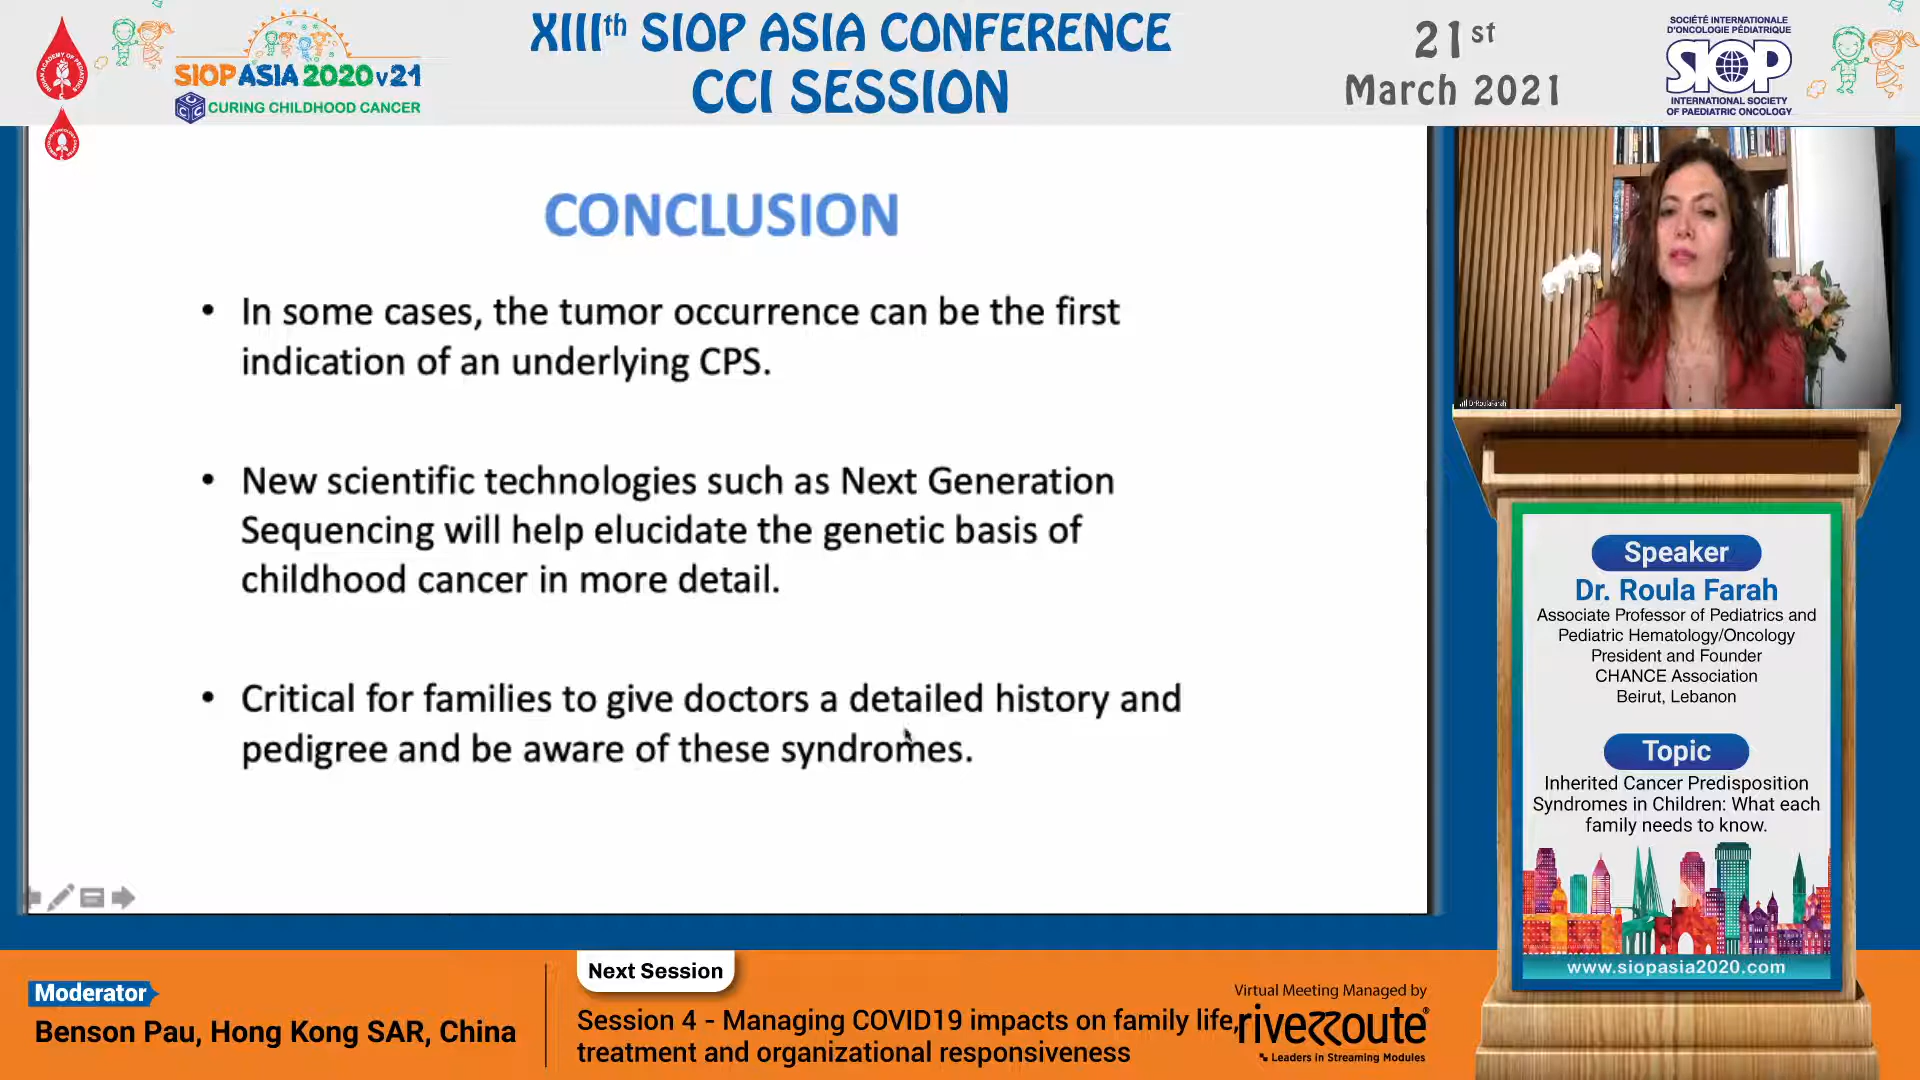 SIOPASIA 2020v21
CURING CHILDHOOD CANCER
XIIIth SIOP ASIA CONFERENCE
CCI SESSION
21st
March 2021
SOCIÉTÉ INTERNATIONALE
D'ONCOLOGIE PÉDIATRIQUE
SIOP
INTERNATIONAL SOCIETY
OF PAEDIATRIC ONCOLOGY
CONCLUSION
• In some cases, the tumor occurrence can be the first
indication of an underlying CPS.
• New scientific technologies such as Next Generation
Sequencing will help elucidate the genetic basis of
childhood cancer in more detail.
• Critical for families to give doctors a detailed history and
pedigree and be aware of these syndromes.
Speaker
Dr. Roula Farah
Associate Professor of Pediatrics and
Pediatric Hematology/Oncology
President and Founder
CHANCE Association
Beirut, Lebanon
Topic
Inherited Cancer Predisposition
Syndromes in Children: What each
family needs to know.
www.siopasia2020.com
Moderator
Benson Pau, Hong Kong SAR, China
Next Session
Session 4 - Managing COVID19 impacts on family life,
treatment and organizational responsiveness
Virtual Meeting Managed by
riverroute
Leaders in Streaming Modules